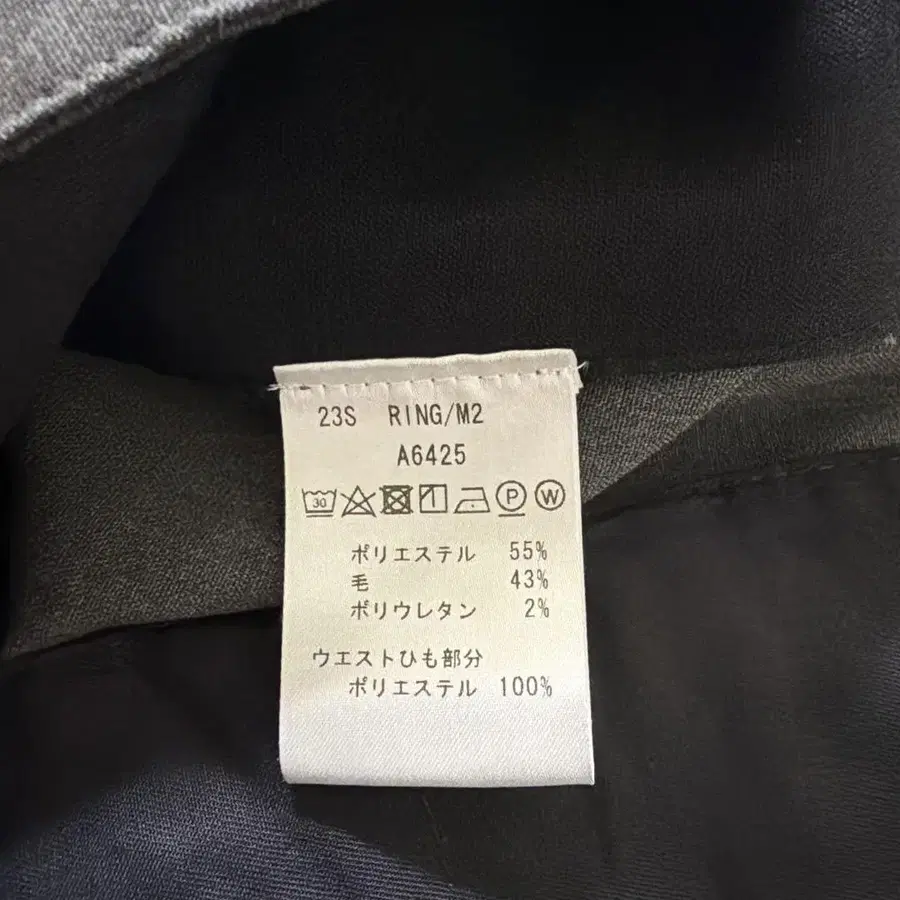 23S RING/M2
A6425
30 P W
ポリエステル 55%
毛 43%
ポリウレタン 2%
ウエストひも部分
ポリエステル 100%